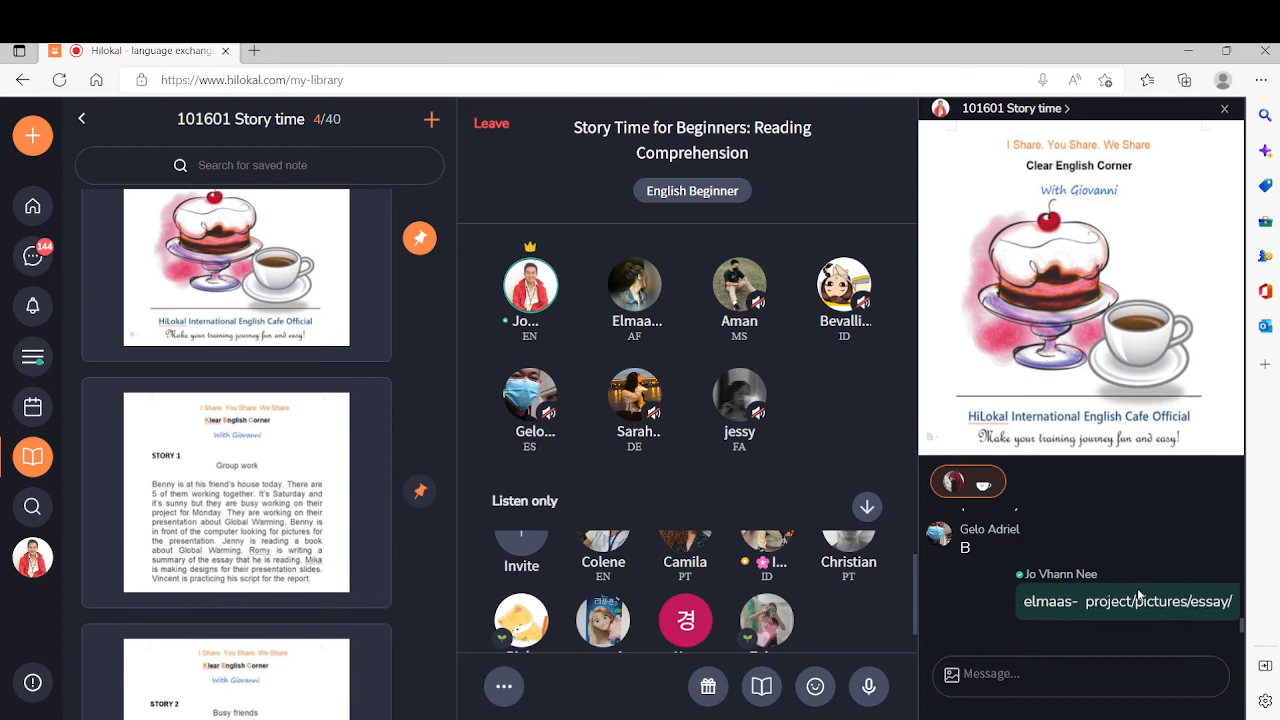 Hilokal - language exchang
https://www.hilokal.com/my-library
101601 Story time 4/40
Search for saved note
144
HiLokal International English Cafe Official
Make your training journey fun and easy!
I Share. You Share. We Share
Klear English Corner
With Giovanni
STORY 1
Group work
Benny is at his friend's house today. There are
5 of them working together. It's Saturday and
it's sunny but they are busy working on their
project for Monday. They are working on their
presentation about Global Warming. Benny is
in front of the computer looking for pictures for
the presentation. Jenny is reading a book
about Global Warming. Romy is writing a
summary of the essay that he is reading. Mika
is making designs for their presentation slides.
Vincent is practicing his script for the report.
I Share. You Share. We Share
Klear English Corner
With Giovanni
STORY 2
Busy friends
Leave
Story Time for Beginners: Reading
Comprehension
English Beginner
Jo...
EN
Elmaa...
AF
Aman
MS
Bevalli...
ID
Gelo...
ES
Sarah...
DE
jessy
FA
Listen only
Invite
Colene
EN
Camila
PT
I...
ID
Christian
PT
경
101601 Story time
I Share. You Share. We Share
Clear English Corner
With Giovanni
HiLokal International English Cafe Official
Make your training journey fun and easy!
Gelo Adriel
B
Jo Vhann Nee
elmaas- project/pictures/essay/
Message...